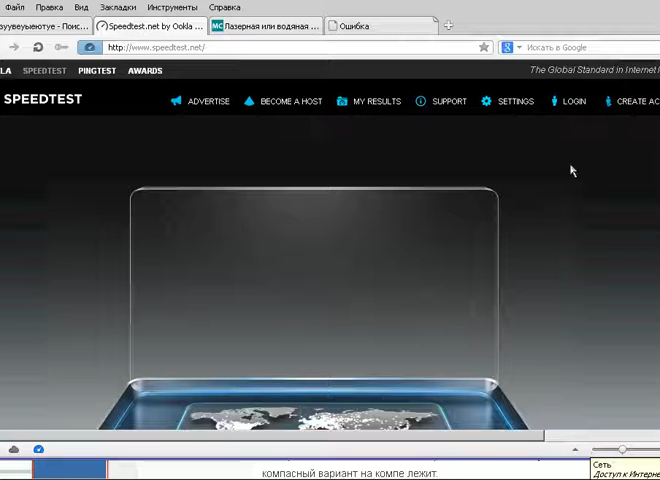 Файл Правка Вид Закладки Инструменты Справка
зуувеуыеюутуе - Поис... Speedtest.net by Ookla ... МС Лазерная или водяная ... Ошибка
http://www.speedtest.net/ Искать в Google
LA SPEEDTEST PINGTEST AWARDS The Global Standard in Internet
SPEEDTEST ADVERTISE BECOME A HOST MY RESULTS SUPPORT SETTINGS LOGIN CREATE AC
Сеть
компасный вариант на компе лежит. Доступ к Интерне